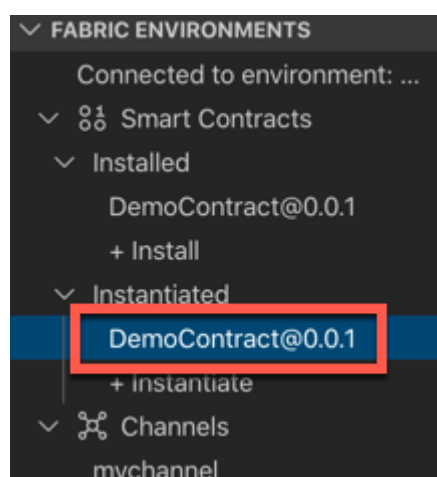 FABRIC ENVIRONMENTS
Connected to environment: ...
Smart Contracts
Installed
DemoContract@0.0.1
+ Install
Instantiated
DemoContract@0.0.1
+ Instantiate
Channels
mychannel